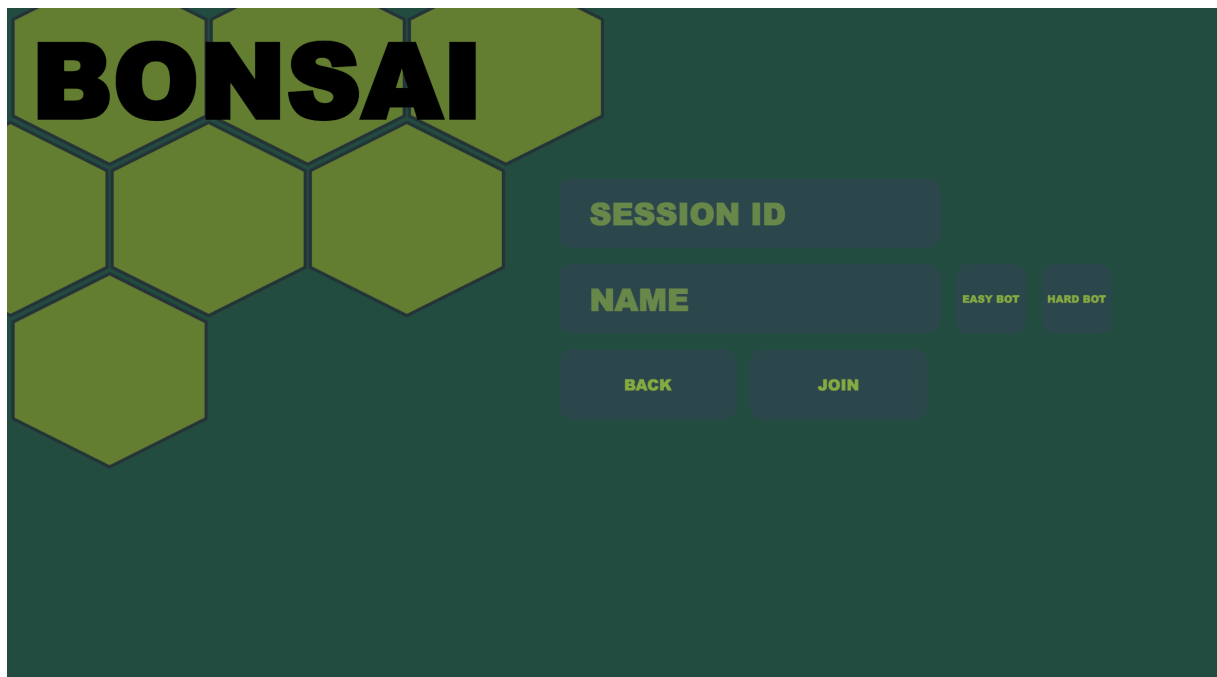 BONSAI
SESSION ID
NAME
EASY BOT
HARD BOT
BACK
JOIN